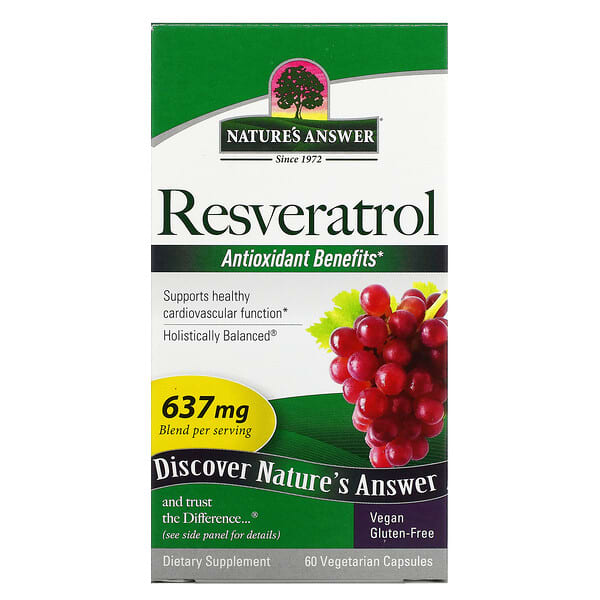 NATURE'S ANSWER®
Since 1972
Resveratrol
Antioxidant Benefits*
Supports healthy
cardiovascular function*
Holistically Balanced®
637mg
Blend per serving
Discover Nature's Answer
and trust
the Difference...®
(see side panel for details)
Vegan
Gluten-Free
Dietary Supplement
60 Vegetarian Capsules